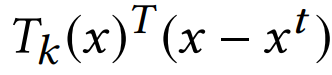 T_k(x)^T(x − x^t)